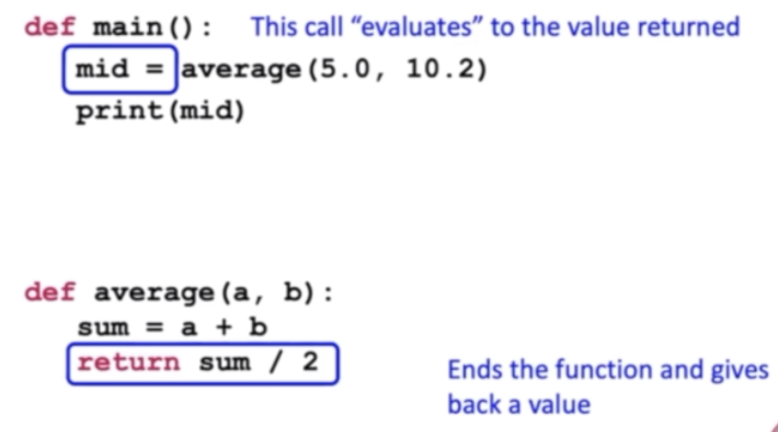 def main(): This call “evaluates” to the value returned
mid = average(5.0, 10.2)
print(mid)
def average(a, b):
sum = a + b
return sum / 2
Ends the function and gives
back a value